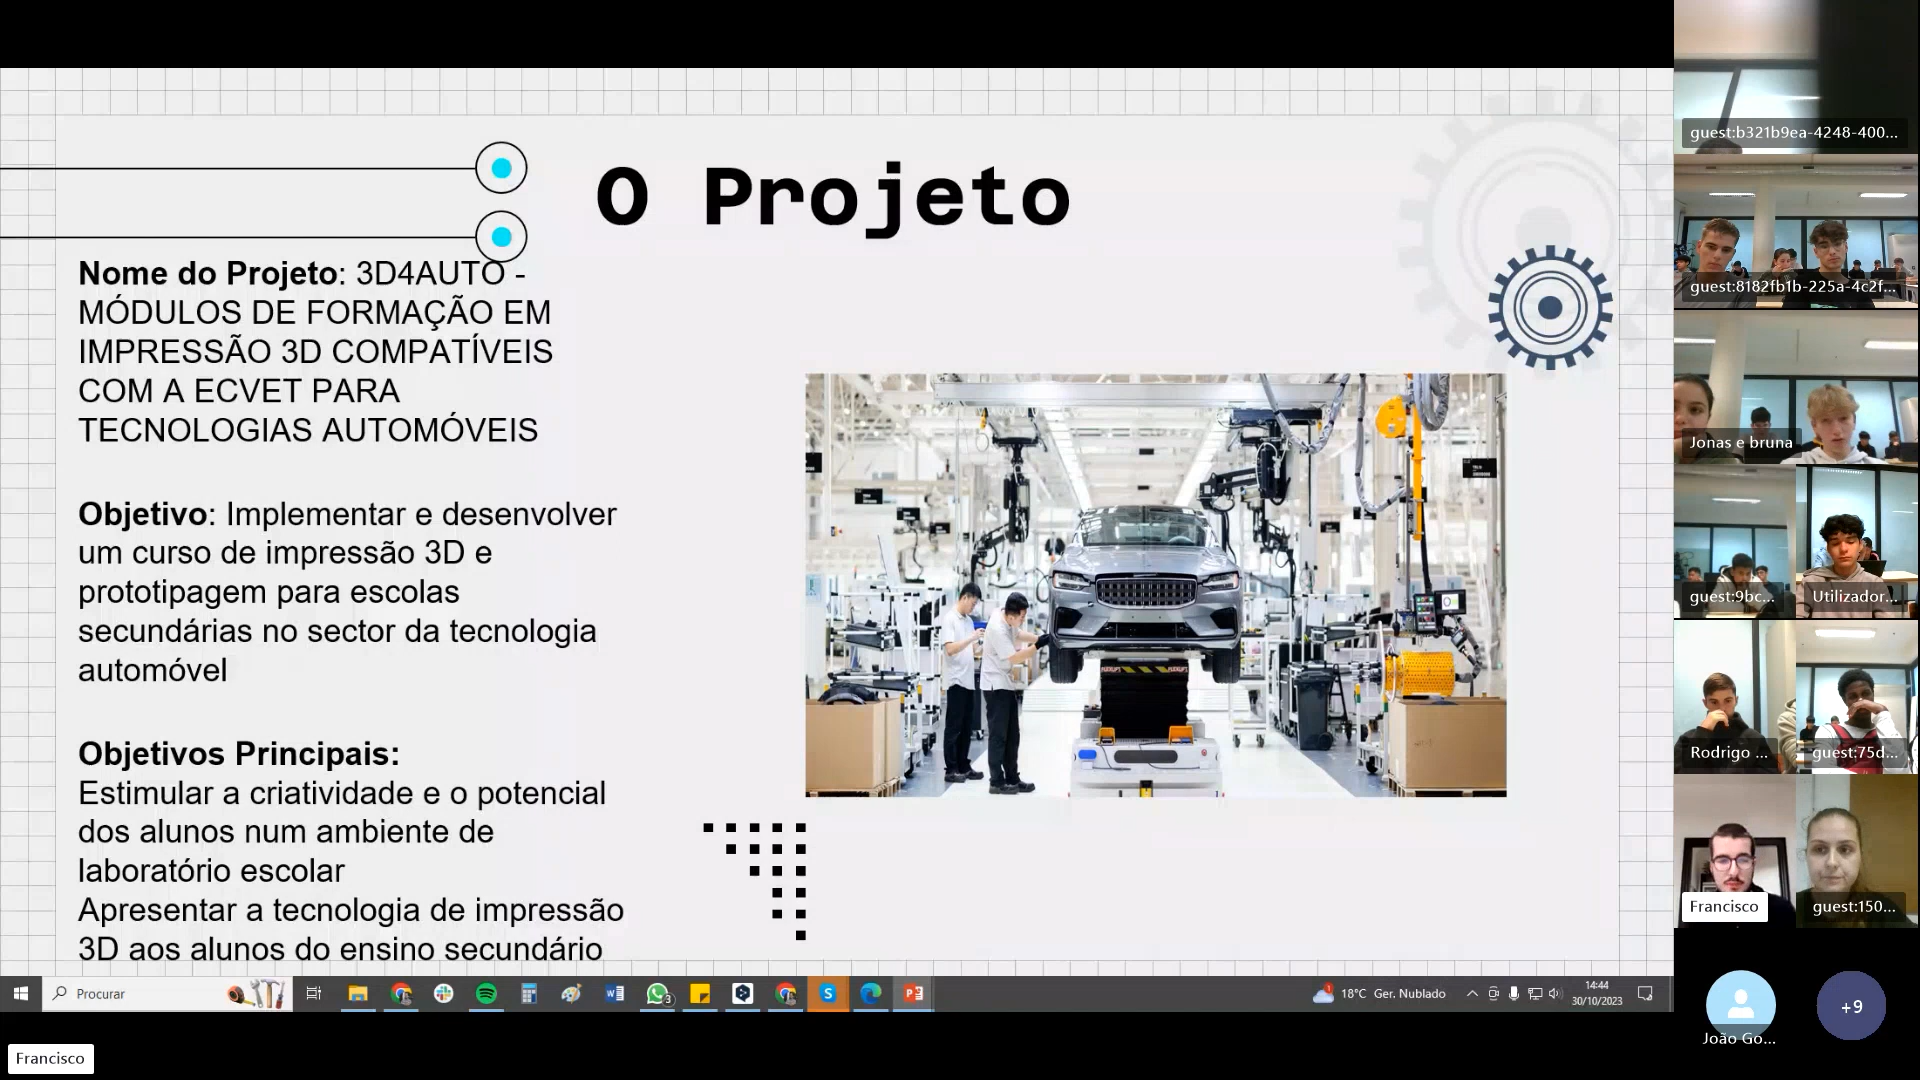 O Projeto
Nome do Projeto: 3D4AUTO -
MÓDULOS DE FORMAÇÃO EM
IMPRESSÃO 3D COMPATÍVEIS
COM A ECVET PARA
TECNOLOGIAS AUTOMÓVEIS
Objetivo: Implementar e desenvolver
um curso de impressão 3D e
prototipagem para escolas
secundárias no sector da tecnologia
automóvel
Objetivos Principais:
Estimular a criatividade e o potencial
dos alunos num ambiente de
laboratório escolar
Apresentar a tecnologia de impressão
3D aos alunos do ensino secundário
Procurar
3
18°C Ger. Nublado
14:44
30/10/2023
Francisco
guest:b321b9ea-4248-400...
guest:8182fb1b-225a-4c2f...
Jonas e bruna
guest:9bc...
Utilizador...
Rodrigo ...
guest:75d...
Francisco
guest:150...
João Go...
+9